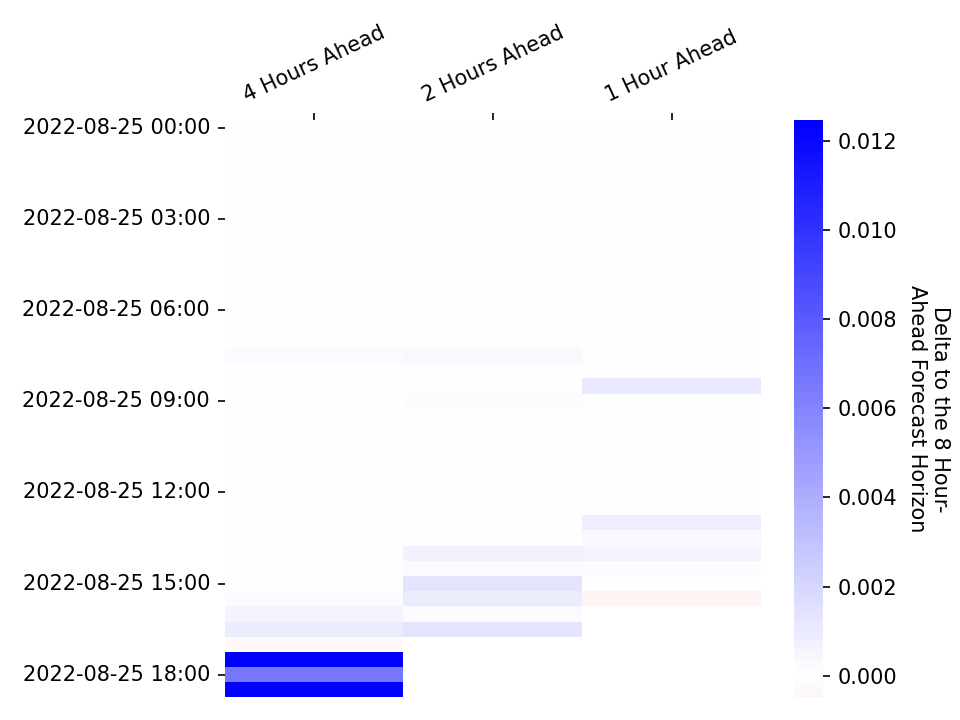 4 Hours Ahead
2 Hours Ahead
1 Hour Ahead
2022-08-25 00:00
2022-08-25 03:00
2022-08-25 06:00
2022-08-25 09:00
2022-08-25 12:00
2022-08-25 15:00
2022-08-25 18:00
0.012
0.010
0.008
0.006
0.004
0.002
0.000
Delta to the 8 Hour-
Ahead Forecast Horizon